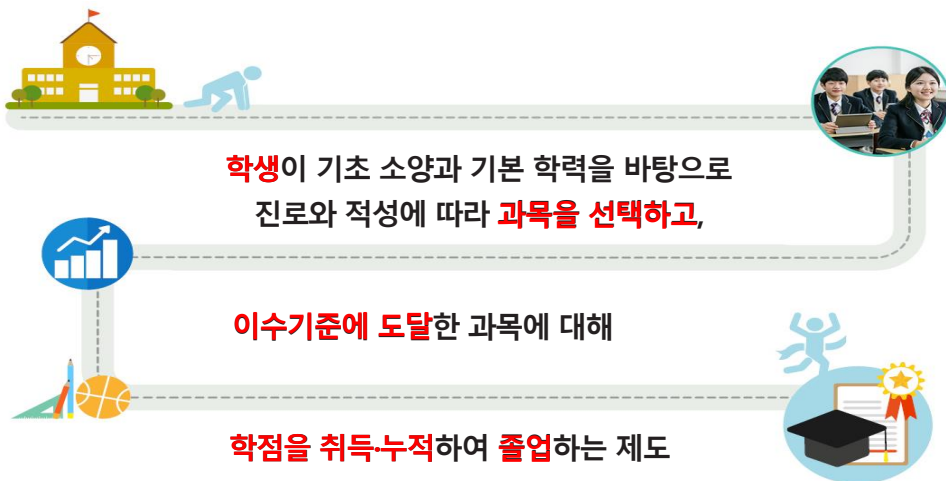 학생이 기초 소양과 기본 학력을 바탕으로
진로와 적성에 따라 과목을 선택하고,
이수기준에 도달한 과목에 대해
학점을 취득·누적하여 졸업하는 제도